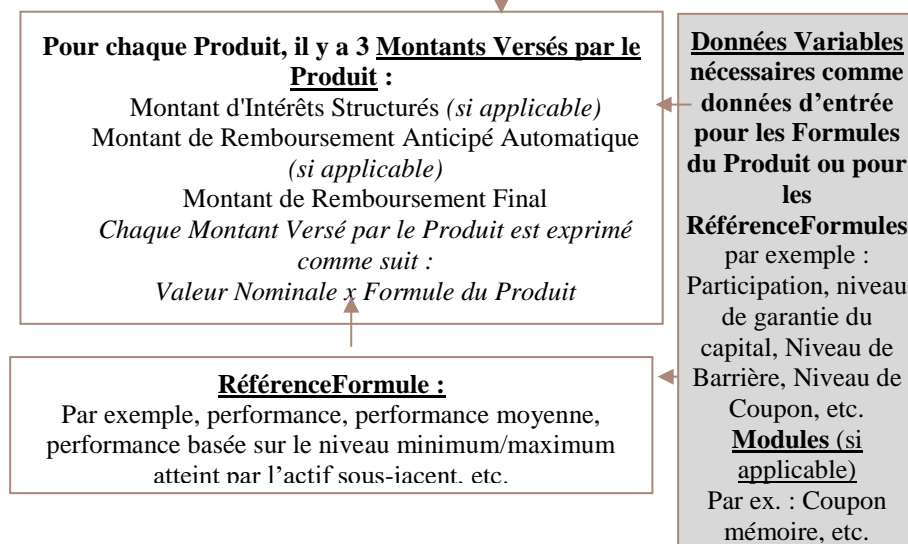 Pour chaque Produit, il y a 3 Montants Versés par le
Produit :
Montant d'Intérêts Structurés (si applicable)
Montant de Remboursement Anticipé Automatique
(si applicable)
Montant de Remboursement Final
Chaque Montant Versé par le Produit est exprimé
comme suit :
Valeur Nominale x Formule du Produit
RéférenceFormule :
Par exemple, performance, performance moyenne,
performance basée sur le niveau minimum/maximum
atteint par l'actif sous-jacent, etc.
Données Variables
nécessaires comme
données d'entrée
pour les Formules
du Produit ou pour
les
RéférenceFormules
par exemple :
Participation, niveau
de garantie du
capital, Niveau de
Barrière, Niveau de
Coupon, etc.
Modules (si
applicable)
Par ex. : Coupon
mémoire, etc.